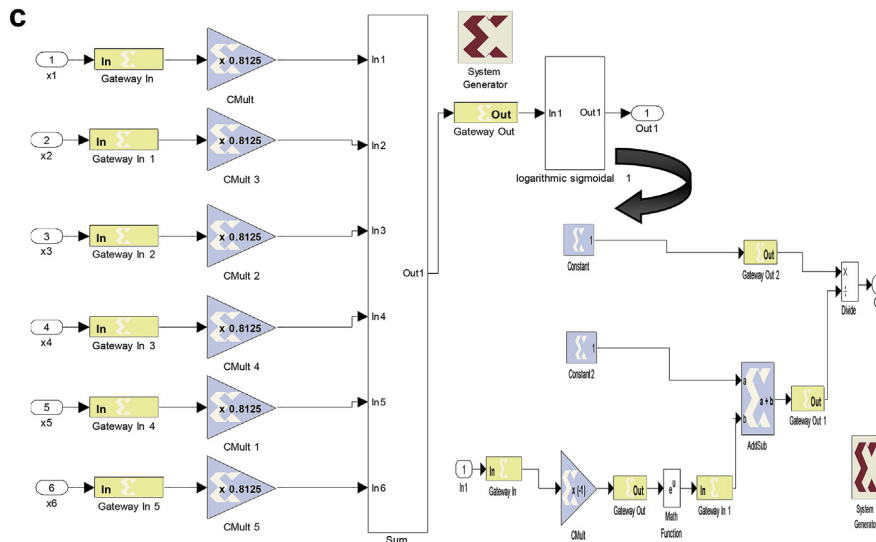 c
1
x1
In
Gateway In
x 0.8125
CMult
In1
2
x2
In
Gateway In 1
x 0.8125
CMult 3
In2
3
x3
In
Gateway In 2
x 0.8125
CMult 2
In3
4
x4
In
Gateway In 3
x 0.8125
CMult 4
In4
5
x5
In
Gateway In 4
x 0.8125
CMult 1
In5
6
x6
In
Gateway In 5
x 0.8125
CMult 5
In6
Out1
Sum
System
Generator
Out
Gateway Out
In1
Out1
logarithmic sigmoidal 1
1
Out1
1
Constant
Out
Gateway Out 2
X
÷
Divide
1
Constant2
a
b
a + b
AddSub
Out
Gateway Out 1
1
In1
In
Gateway In
x (-1)
CMult
Out
Gateway Out
e^u
Math
Function
In
Gateway In 1
System
Generator